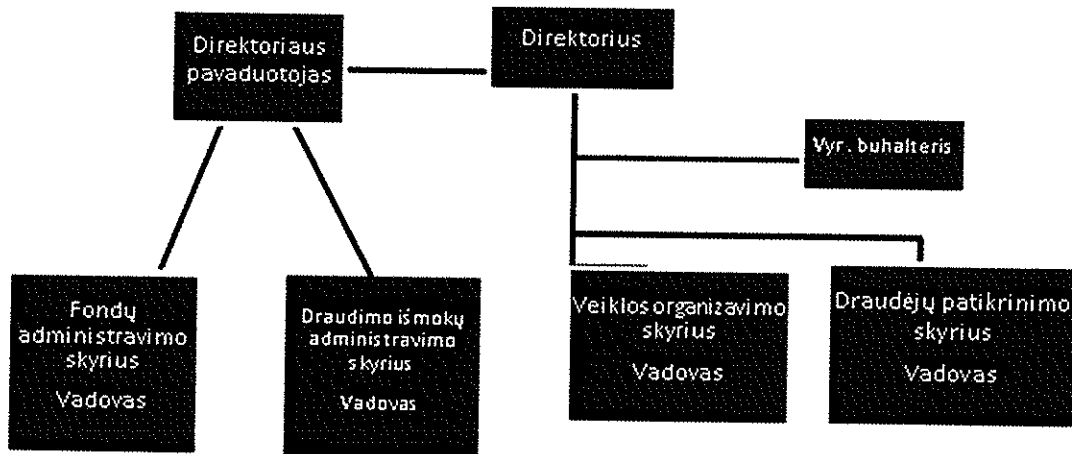 Direktoriaus
pavaduotojas
Direktorius
Vyr. buhalteris
Fondų
administravimo
skyrius
Vadovas
Draudimo išmokų
administravimo
skyrius
Vadovas
Veiklos organizavimo
skyrius
Vadovas
Draudėjų patikrinimo
skyrius
Vadovas